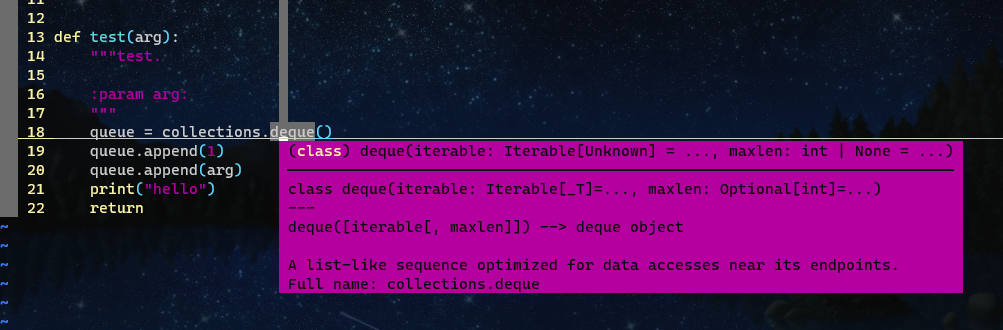 11
12
13 def test(arg):
14     """test.
15
16     :param arg:
17     """
18     queue = collections.deque()
19     queue.append(1)
20     queue.append(arg)
21     print("hello")
22     return
~
~
~
~
~
~
(class) deque(iterable: Iterable[Unknown] = ..., maxlen: int | None = ...)
class deque(iterable: Iterable[_T]=..., maxlen: Optional[int]=...)
---
deque([iterable[, maxlen]]) --> deque object
A list-like sequence optimized for data accesses near its endpoints.
Full name: collections.deque